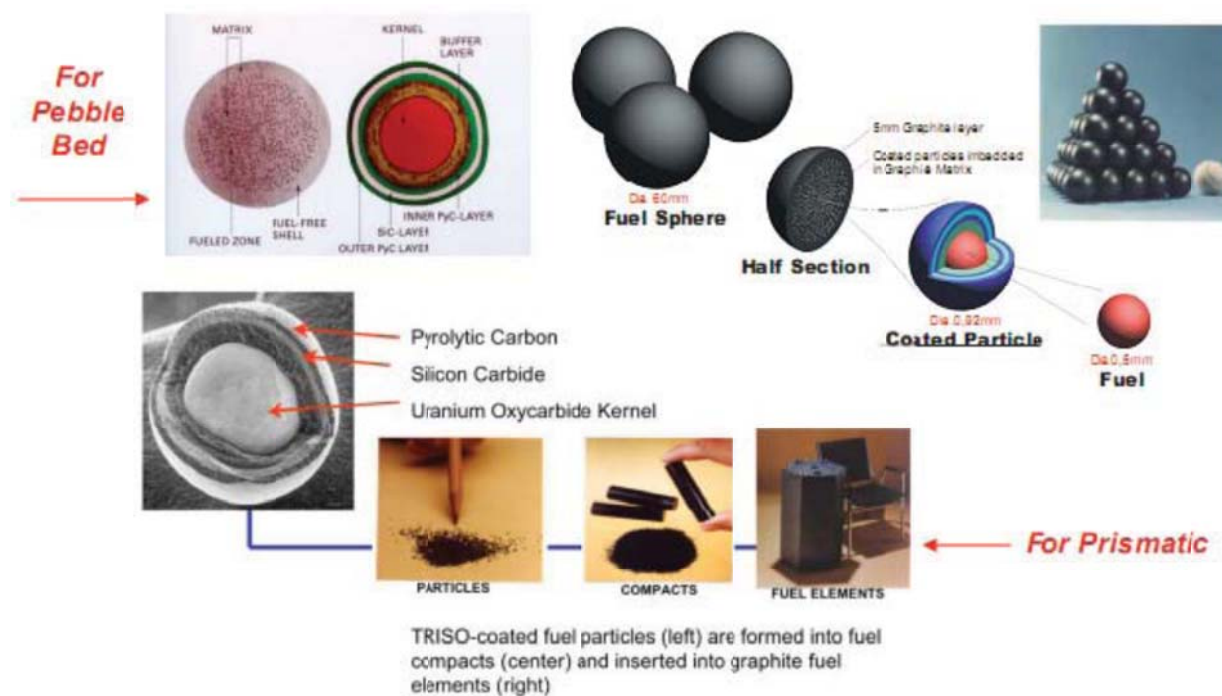 For
Pebble
Bed
MATRIX
KERNEL
BUFFER
LAYER
FUELED ZONE
FUEL-FREE
SHELL
INNER PyC-LAYER
SiC-LAYER
OUTER PyC LAYER
Dia. 60mm
Fuel Sphere
5mm Graphite layer
Coated particles imbedded
in Graphite Matrix
Half Section
Dia. 0,92mm
Coated Particle
Dia.0,5mm
Fuel
Pyrolytic Carbon
Silicon Carbide
Uranium Oxycarbide Kernel
PARTICLES
COMPACTS
FUEL ELEMENTS
For Prismatic
TRISO-coated fuel particles (left) are formed into fuel
compacts (center) and inserted into graphite fuel
elements (right)